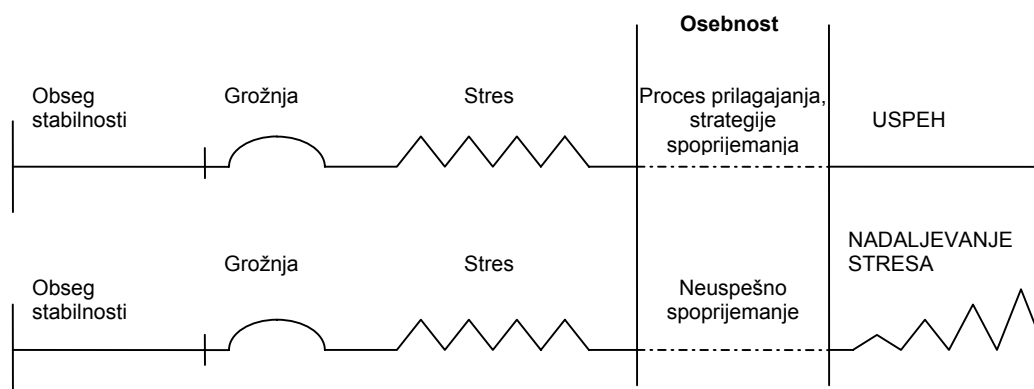 Osebnost
Obseg
stabilnosti
Grožnja
Stres
Proces prilagajanja,
strategije
spoprijemanja
USPEH
Obseg
stabilnosti
Grožnja
Stres
Neuspešno
spoprijemanje
NADALJEVANJE
STRESA